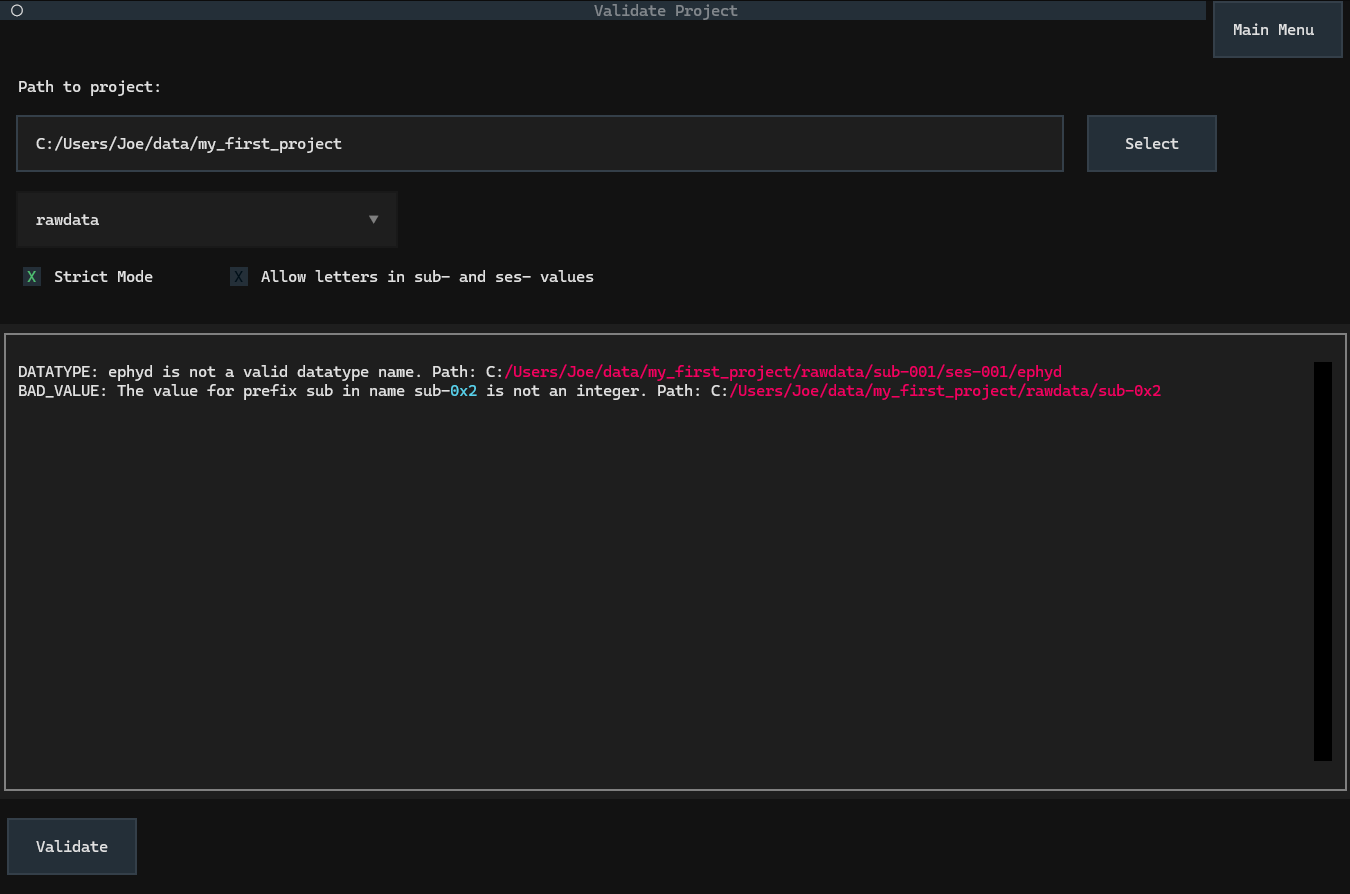 Validate Project
Main Menu
Path to project:
C:/Users/Joe/data/my_first_project
Select
rawdata
X Strict Mode X Allow letters in sub- and ses- values
DATATYPE: ephyd is not a valid datatype name. Path: C:/Users/Joe/data/my_first_project/rawdata/sub-001/ses-001/ephyd
BAD_VALUE: The value for prefix sub in name sub-0x2 is not an integer. Path: C:/Users/Joe/data/my_first_project/rawdata/sub-0x2
Validate